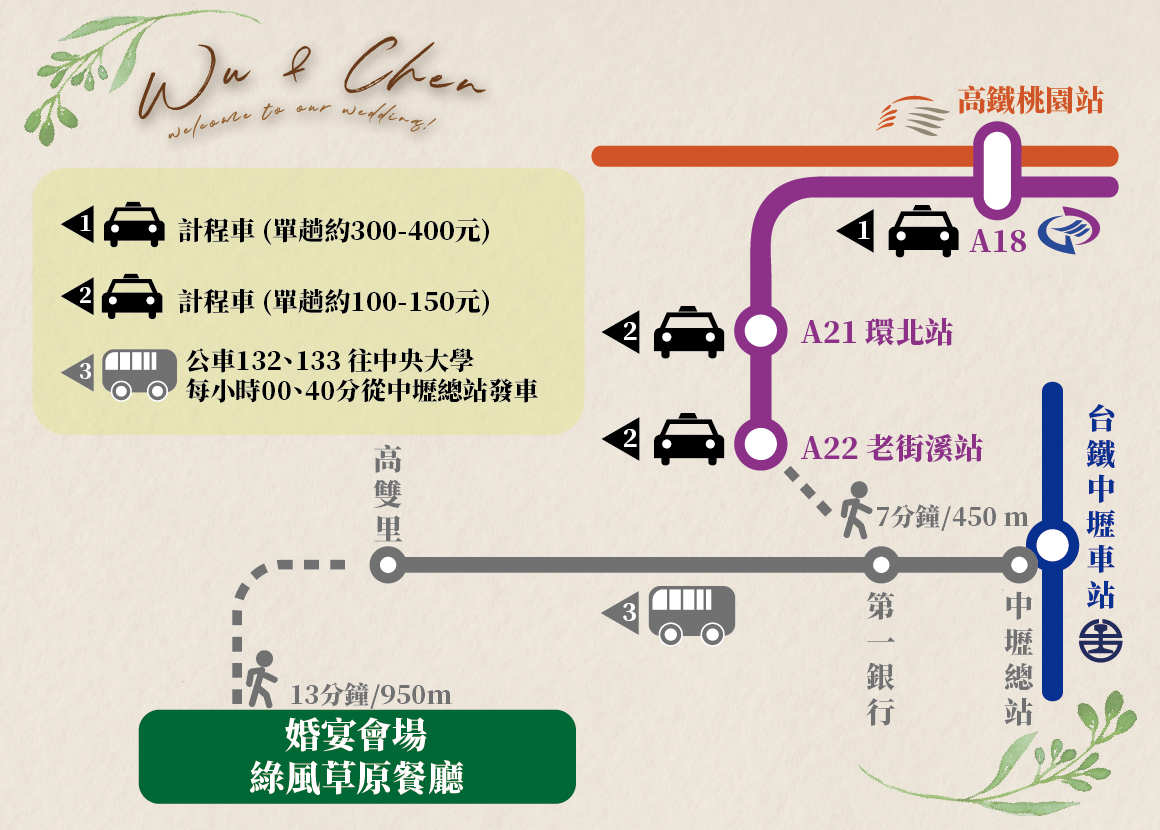 Wu & Chen
welcome to our wedding!
高鐵桃園站
1 計程車 (單趟約300-400元)
2 計程車 (單趟約100-150元)
3 公車132、133 往中央大學
每小時00、40分從中壢總站發車
1 A18
2 A21 環北站
2 A22 老街溪站
台鐵中壢車站
高雙里
7分鐘/450 m
3
第一銀行
中壢總站
13分鐘/950m
婚宴會場
綠風草原餐廳